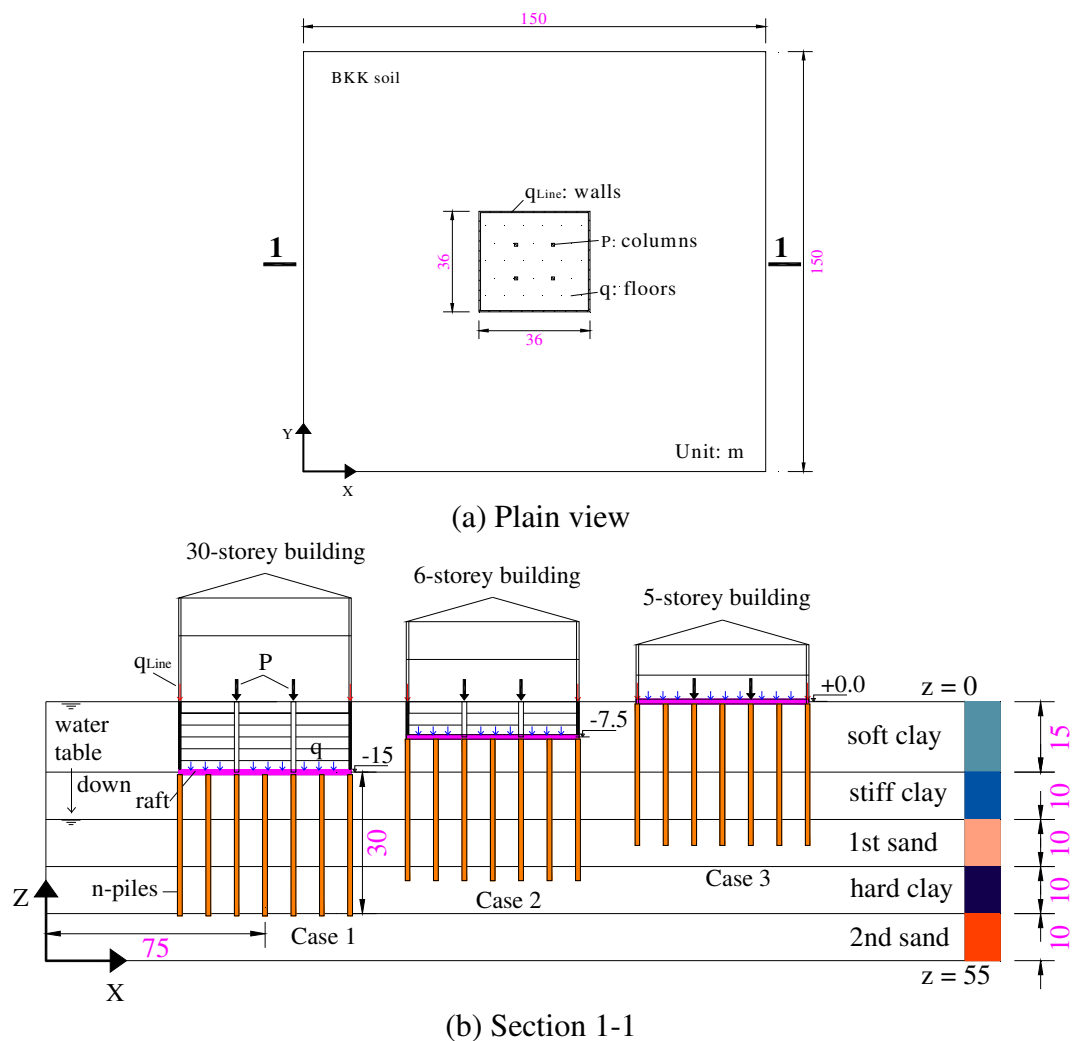 150
BKK soil
qLine: walls
P: columns
q: floors
1
1
36
36
150
Y
X
Unit: m
(a) Plain view
30-storey building
6-storey building
5-storey building
qLine
P
+0.0
z = 0
water
table
down
q
-15
-7.5
raft
soft clay
15
stiff clay
10
1st sand
10
30
n-piles
Z
75
Case 1
Case 2
Case 3
hard clay
10
2nd sand
10
X
z = 55
(b) Section 1-1